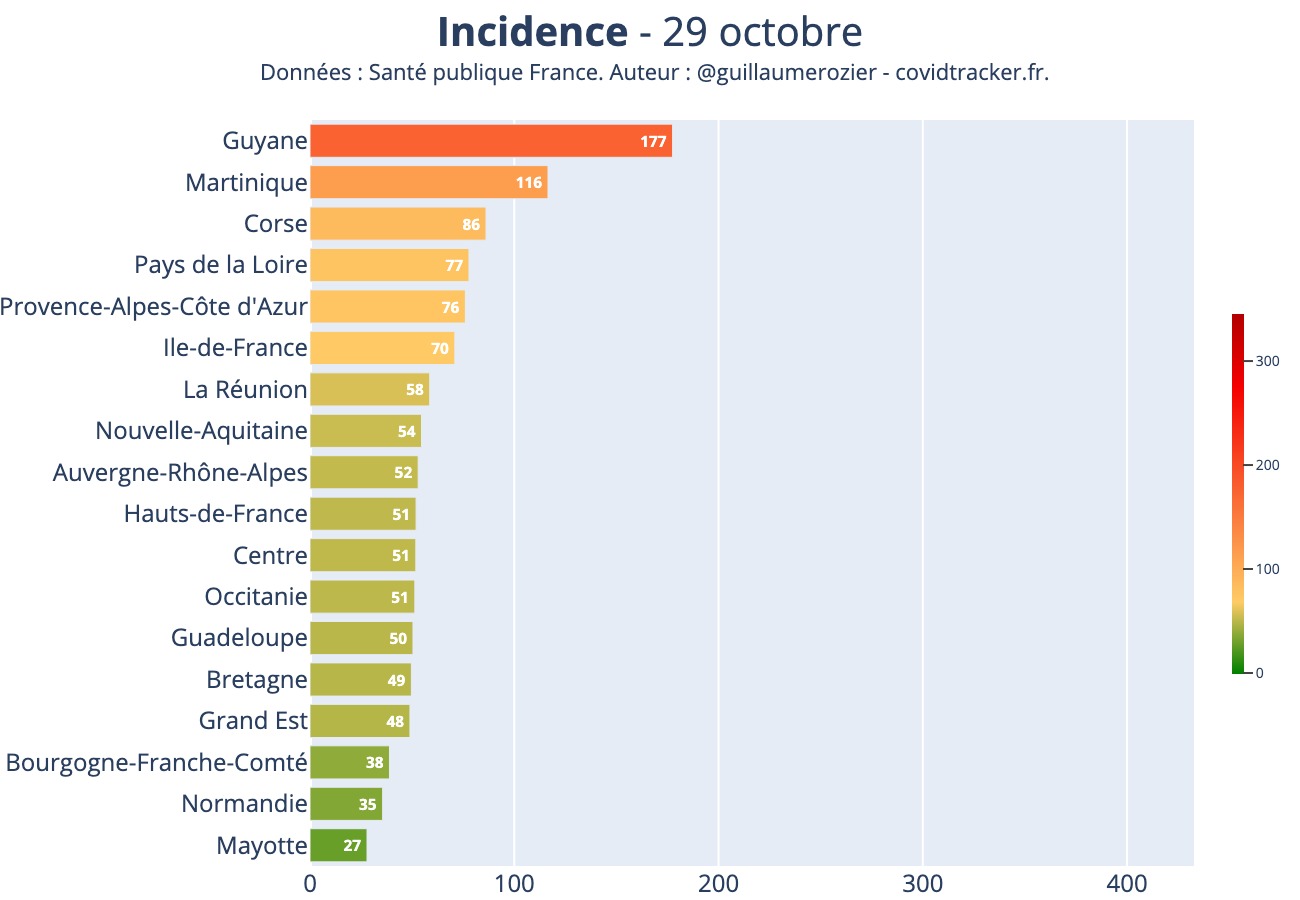 Incidence - 29 octobre
Données : Santé publique France. Auteur : @guillaumerozier - covidtracker.fr.
Guyane 177
Martinique 116
Corse 86
Pays de la Loire 77
Provence-Alpes-Côte d'Azur 76
Ile-de-France 70
La Réunion 58
Nouvelle-Aquitaine 54
Auvergne-Rhône-Alpes 52
Hauts-de-France 51
Centre 51
Occitanie 51
Guadeloupe 50
Bretagne 49
Grand Est 48
Bourgogne-Franche-Comté 38
Normandie 35
Mayotte 27
0 100 200 300 400
300
200
100
0